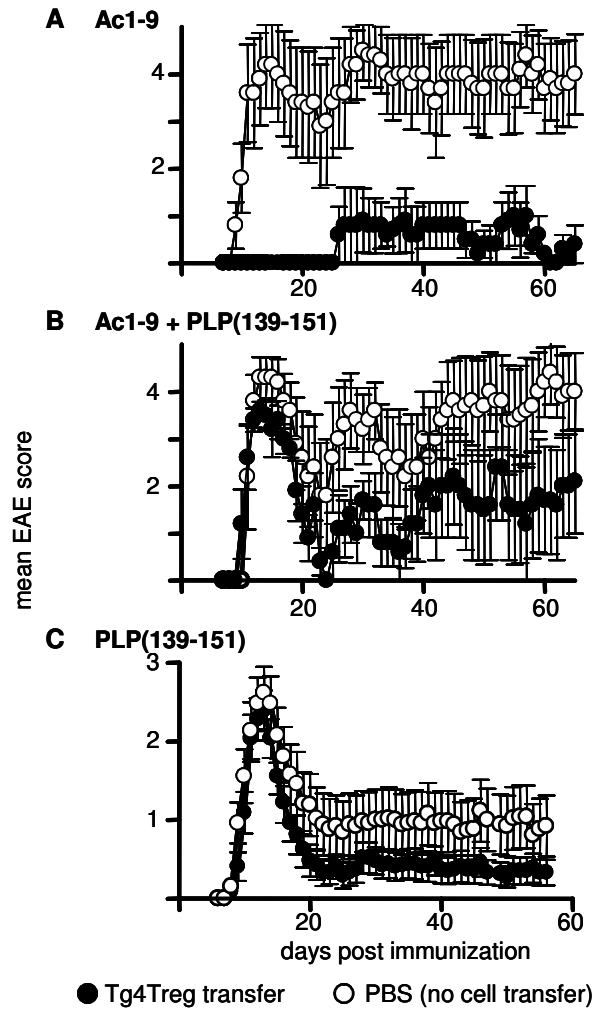 A Ac1-9
4
2
20 40 60
B Ac1-9 + PLP(139-151)
4
2
20 40 60
mean EAE score
C PLP(139-151)
3
2
1
20 40 60
days post immunization
Tg4Treg transfer PBS (no cell transfer)